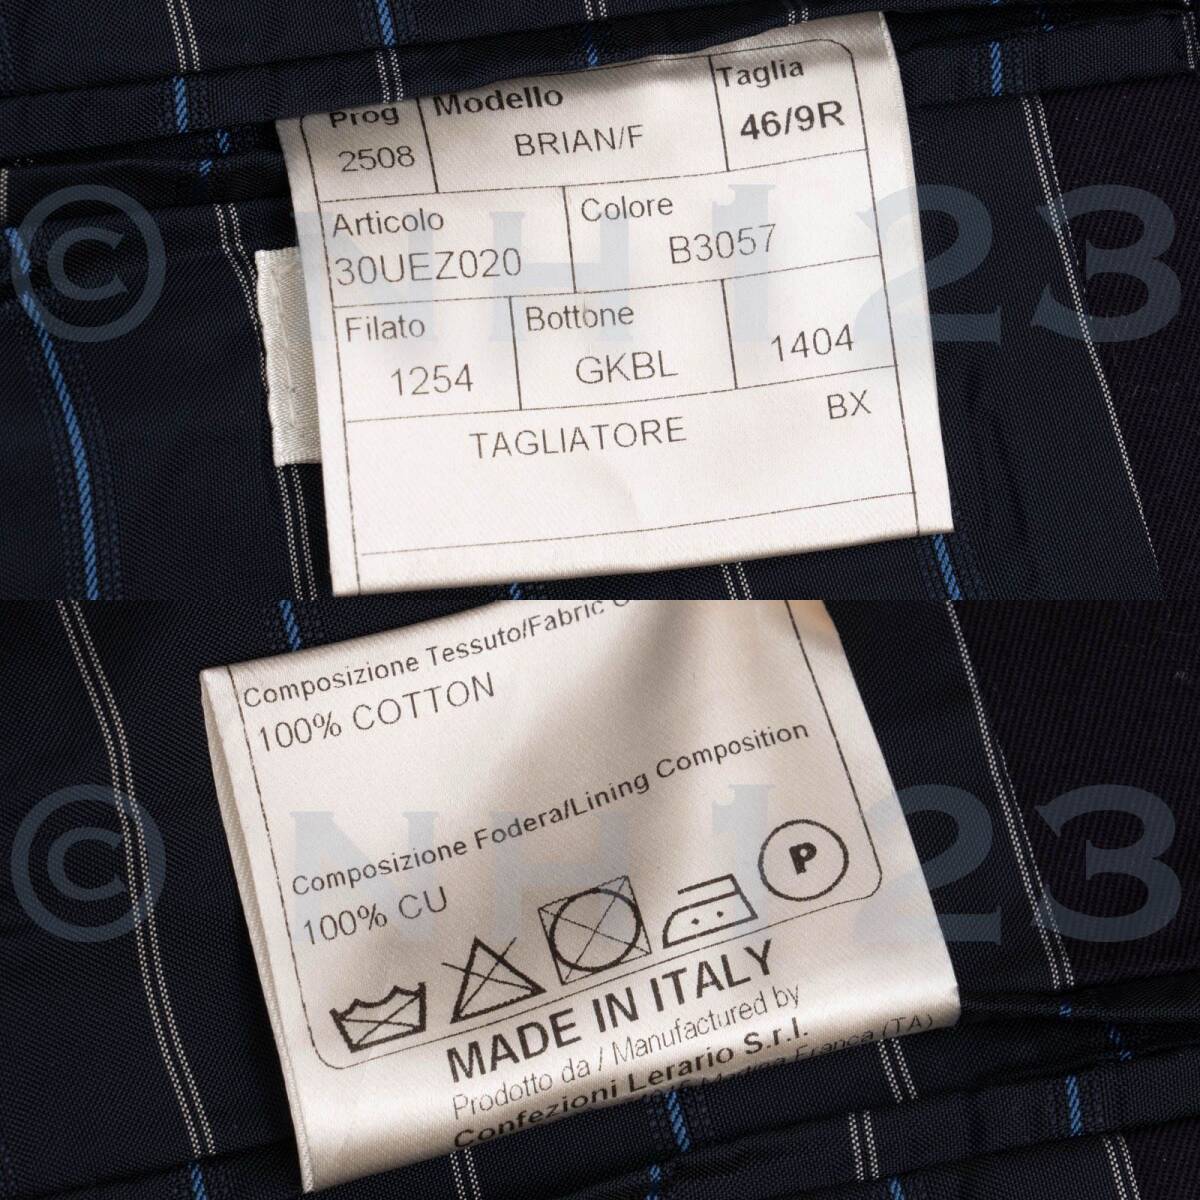 Prog
Modello
Taglia
2508
BRIAN/F
46/9R
Articolo
Colore
30UEZ020
B3057
Filato
Bottone
1254
GKBL
1404
TAGLIATORE
BX
© NH123
Composizione Tessuto/Fabric
100% COTTON
Composizione Fodera/Lining Composition
100% CU
P
MADE IN ITALY
Prodotto da / Manufactured by
Confezioni Lerario S.r.l.
Franca (TA)
© NH123